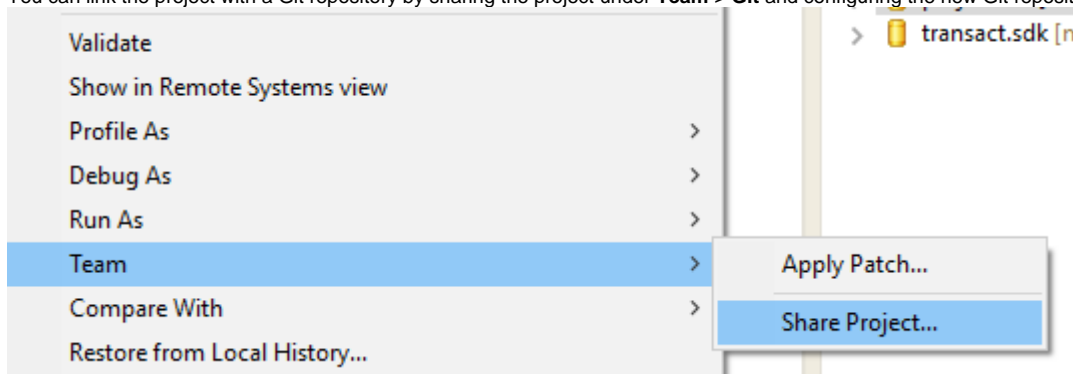 You can link the project with a Git repository by sharing the project under Team > Git and configuring the new Git
Validate
transact.sdk
Show in Remote Systems view
Profile As
Debug As
Run As
Team
Apply Patch...
Compare With
Share Project...
Restore from Local History...